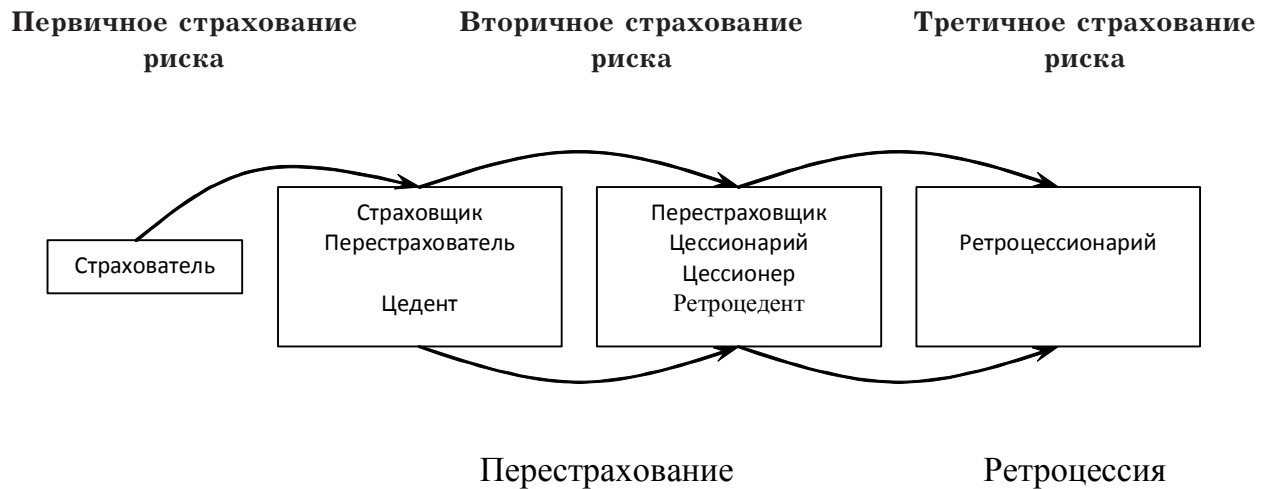 Первичное страхование
риска
Вторичное страхование
риска
Третичное страхование
риска
Страхователь
Страховщик
Перестрахователь
Цедент
Перестраховщик
Цессионарий
Цессионер
Ретроцедент
Ретроцессионарий
Перестрахование
Ретроцессия